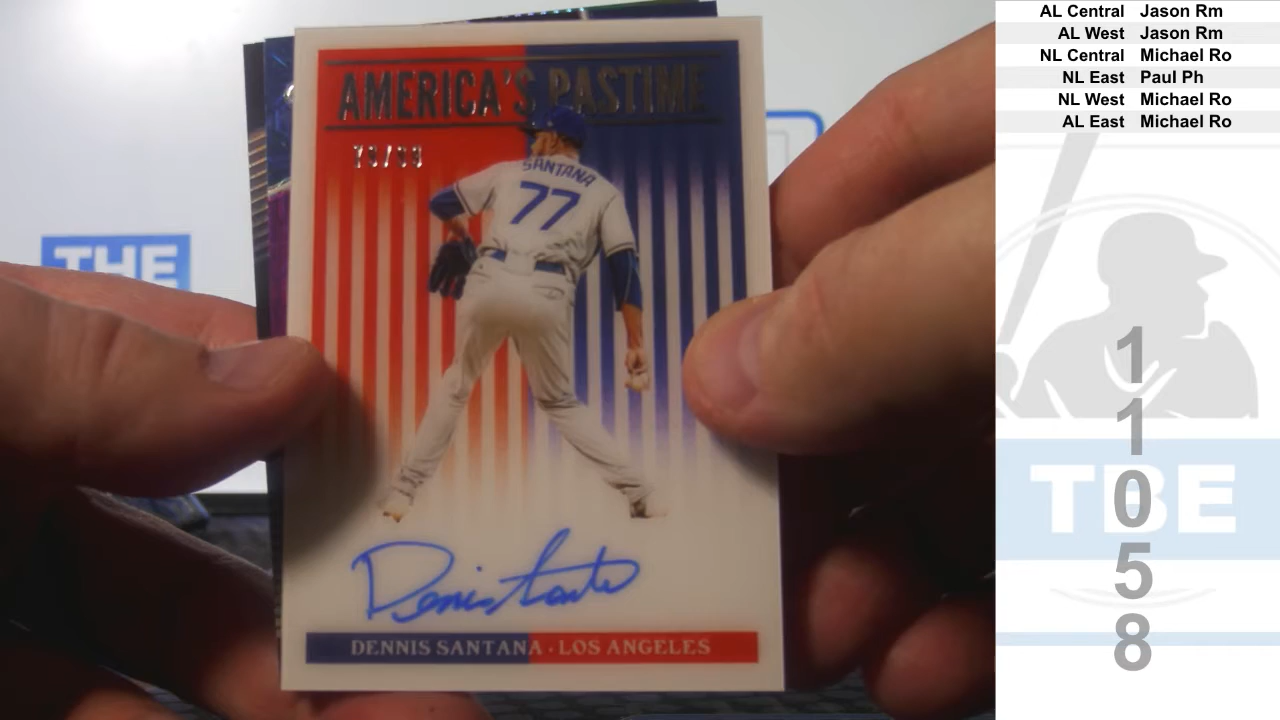 AMERICA'S PASTIME
SANTANA
77
Dennis Santana
DENNIS SANTANA · LOS ANGELES
THE
AL Central Jason Rm
AL West Jason Rm
NL Central Michael Ro
NL East Paul Ph
NL West Michael Ro
AL East Michael Ro
TBE
1
1
0
5
8